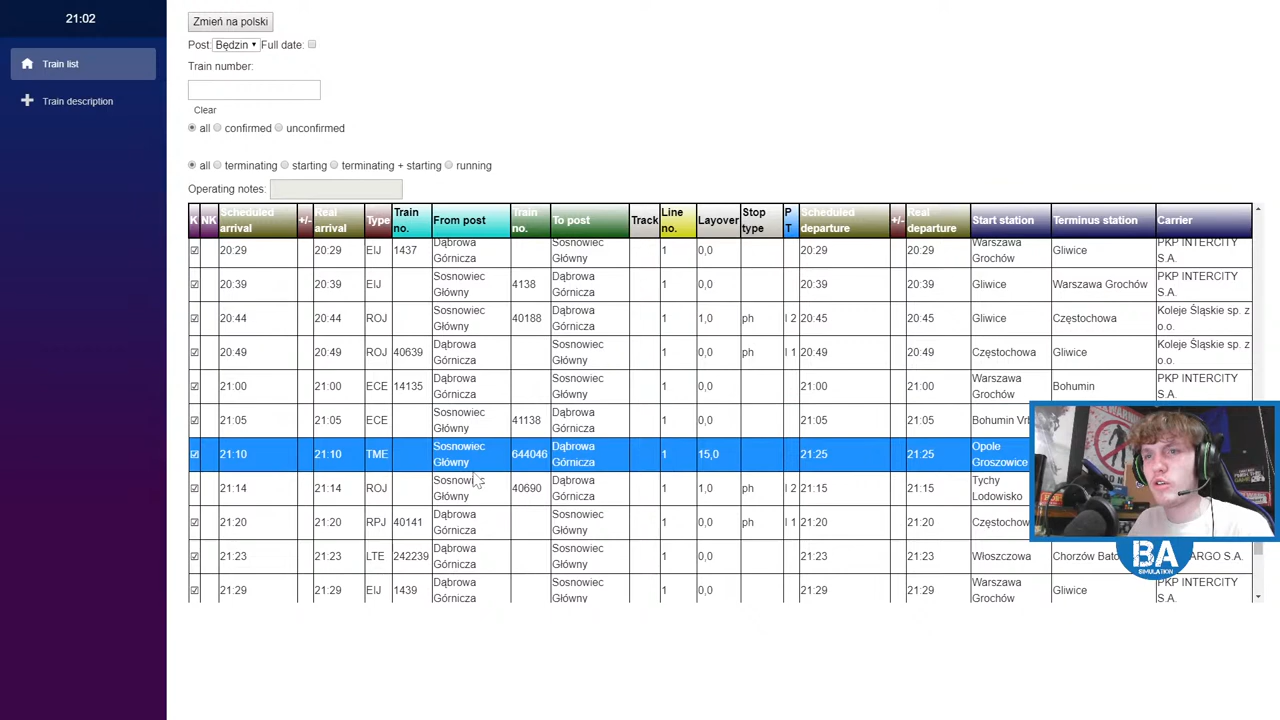 21:02
Train list
Train description
Zmień na polski
Post: Będzin Full date:
Train number:
Clear
all confirmed unconfirmed
all terminating starting terminating + starting running
Operating notes:
K NK Scheduled arrival +/- Real arrival Type Train no. From post Train no. To post Track Line no. Layover Stop type P T Scheduled departure +/- Real departure Start station Terminus station Carrier
20:29 20:29 EIJ 1437 Dąbrowa Górnicza Sosnowiec Główny 1 0,0 20:29 20:29 Warszawa Grochów Gliwice PKP INTERCITY S.A.
20:39 20:39 EIJ Sosnowiec Główny 4138 Dąbrowa Górnicza 1 0,0 20:39 20:39 Gliwice Warszawa Grochów PKP INTERCITY S.A.
20:44 20:44 ROJ Sosnowiec Główny 40188 Dąbrowa Górnicza 1 1,0 ph I 2 20:45 20:45 Gliwice Częstochowa Koleje Śląskie sp. z o.o.
20:49 20:49 ROJ 40639 Dąbrowa Górnicza Sosnowiec Główny 1 0,0 ph I 1 20:49 20:49 Częstochowa Gliwice Koleje Śląskie sp. z o.o.
21:00 21:00 ECE 14135 Dąbrowa Górnicza Sosnowiec Główny 1 0,0 21:00 21:00 Warszawa Grochów Bohumin PKP INTERCITY S.A.
21:05 21:05 ECE Sosnowiec Główny 41138 Dąbrowa Górnicza 1 0,0 21:05 21:05 Bohumin
21:10 21:10 TME Sosnowiec Główny 644046 Dąbrowa Górnicza 1 15,0 21:25 21:25 Opole Groszowice
21:14 21:14 ROJ Sosnowiec Główny 40690 Dąbrowa Górnicza 1 1,0 ph I 2 21:15 21:15 Tychy Lodowisko
21:20 21:20 RPJ 40141 Dąbrowa Górnicza Sosnowiec Główny 1 0,0 ph I 1 21:20 21:20
21:23 21:23 LTE 242239 Dąbrowa Górnicza Sosnowiec Główny 1 0,0 21:23 21:23 Włoszczowa Chorzów S.A.
21:29 21:29 EIJ 1439 Dąbrowa Górnicza Sosnowiec Główny 1 0,0 21:29 21:29 Warszawa Grochów Gliwice PKP INTERCITY S.A.
BA
SIMULATION